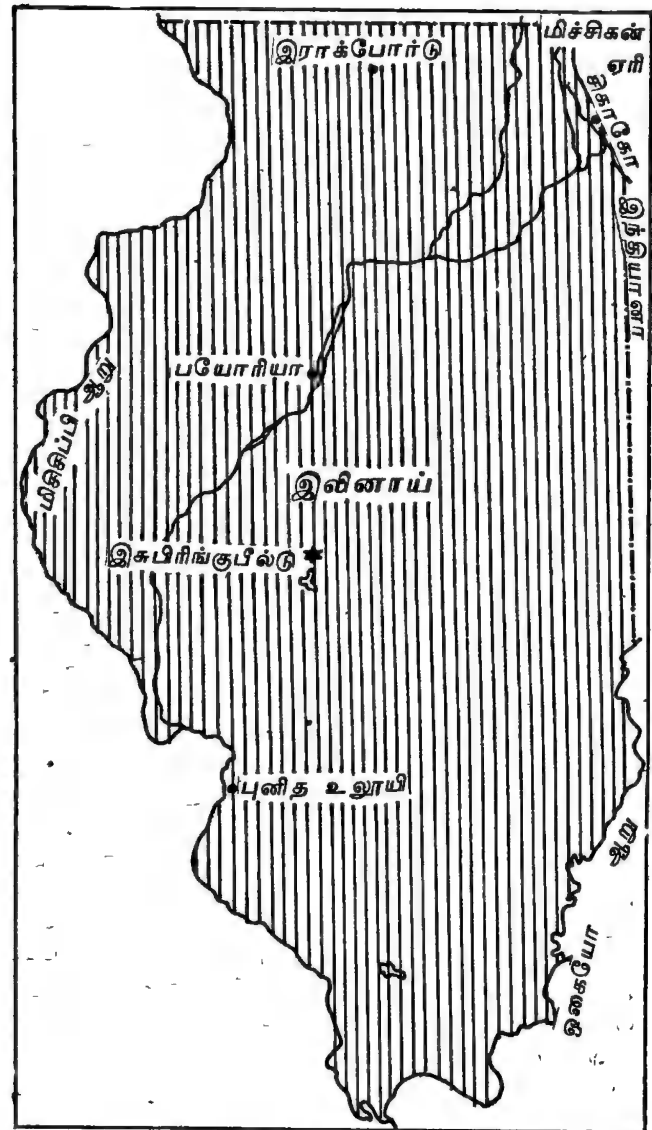 மிச்சிகன்
ஏரி
இராக்போர்டு
சிகாகோ
இந்தியானா
பயோரியா
மிசிசிப்பி ஆறு
இலினாய்
இசுபிரிங்குபீல்டு
புனித உலூயி
ஒகையோ ஆறு